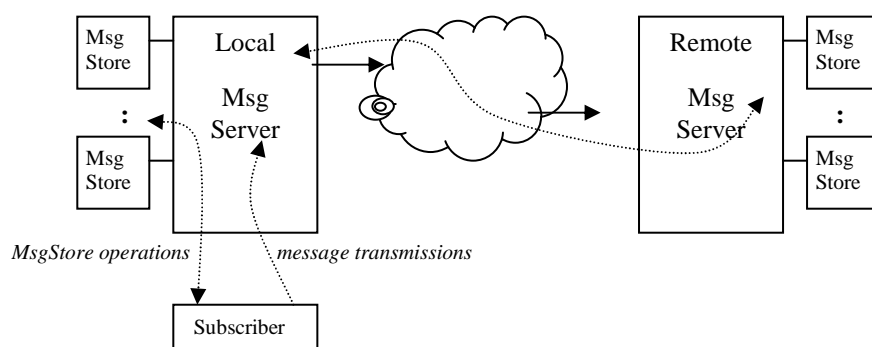 Msg
Store
Local
Remote
Msg
Store
:
Msg
Server
Msg
Server
:
Msg
Store
Msg
Store
MsgStore operations
message transmissions
Subscriber